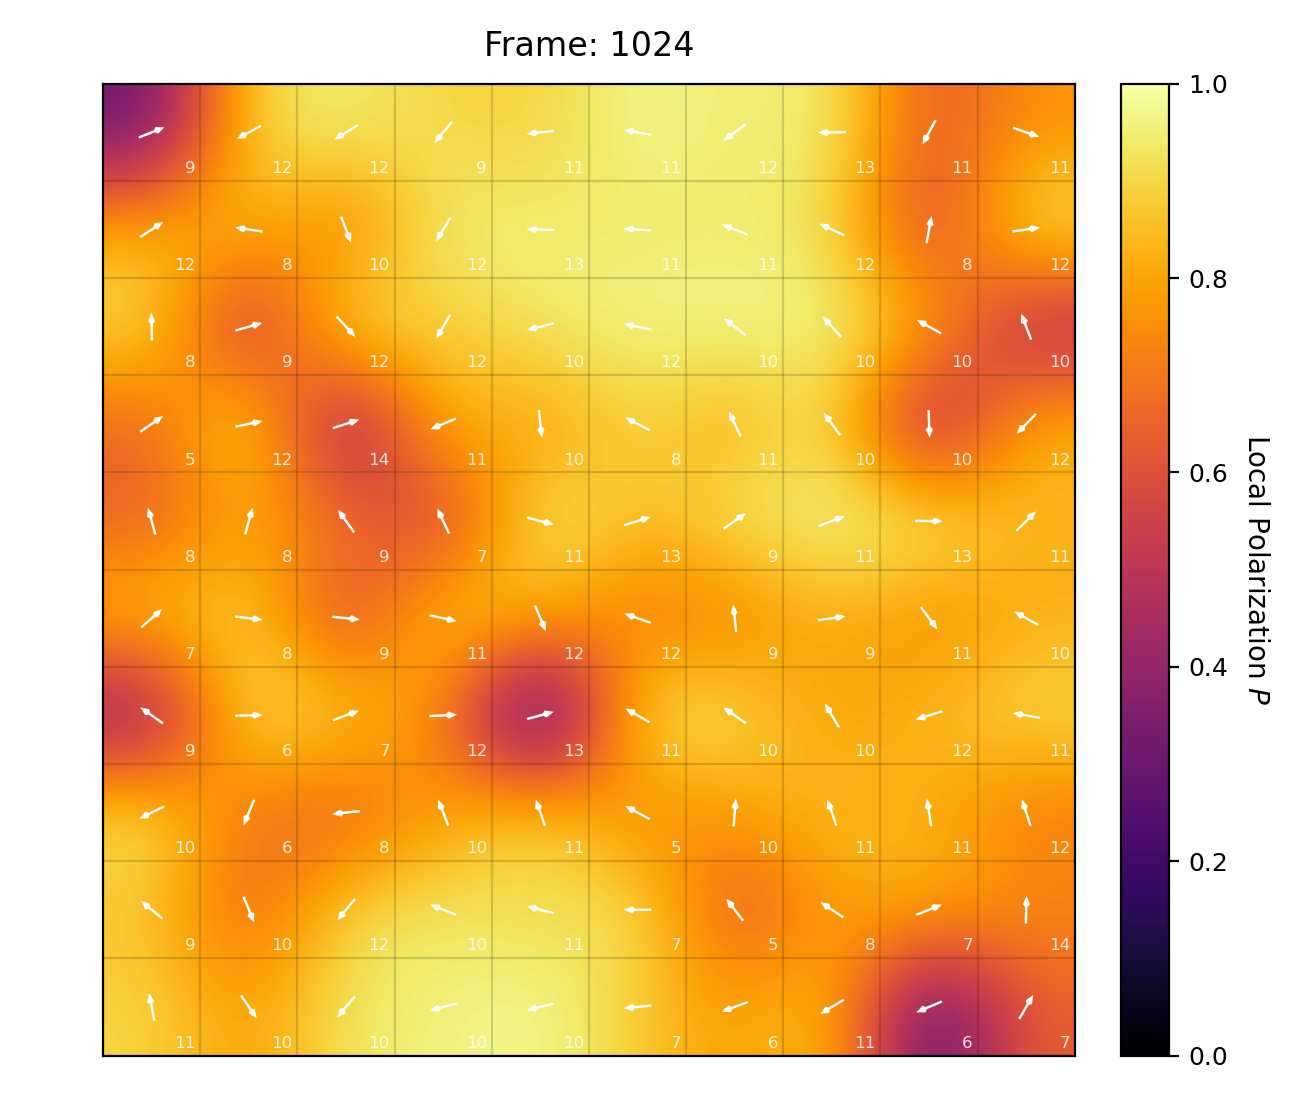 Frame: 1024
9 12 12 9 11 11 12 13 11 11
12 8 10 12 13 11 11 12 8 12
8 9 12 12 10 12 10 10 10 10
5 12 14 11 10 8 11 10 10 12
8 8 9 7 11 13 9 11 13 11
7 8 9 11 12 12 9 9 11 10
9 6 7 12 13 11 10 10 12 11
10 6 8 10 11 5 10 11 11 12
9 10 12 10 11 7 5 8 7 14
11 10 10 10 10 7 6 11 6 7
1.0
0.8
0.6
0.4
0.2
0.0
Local Polarization P